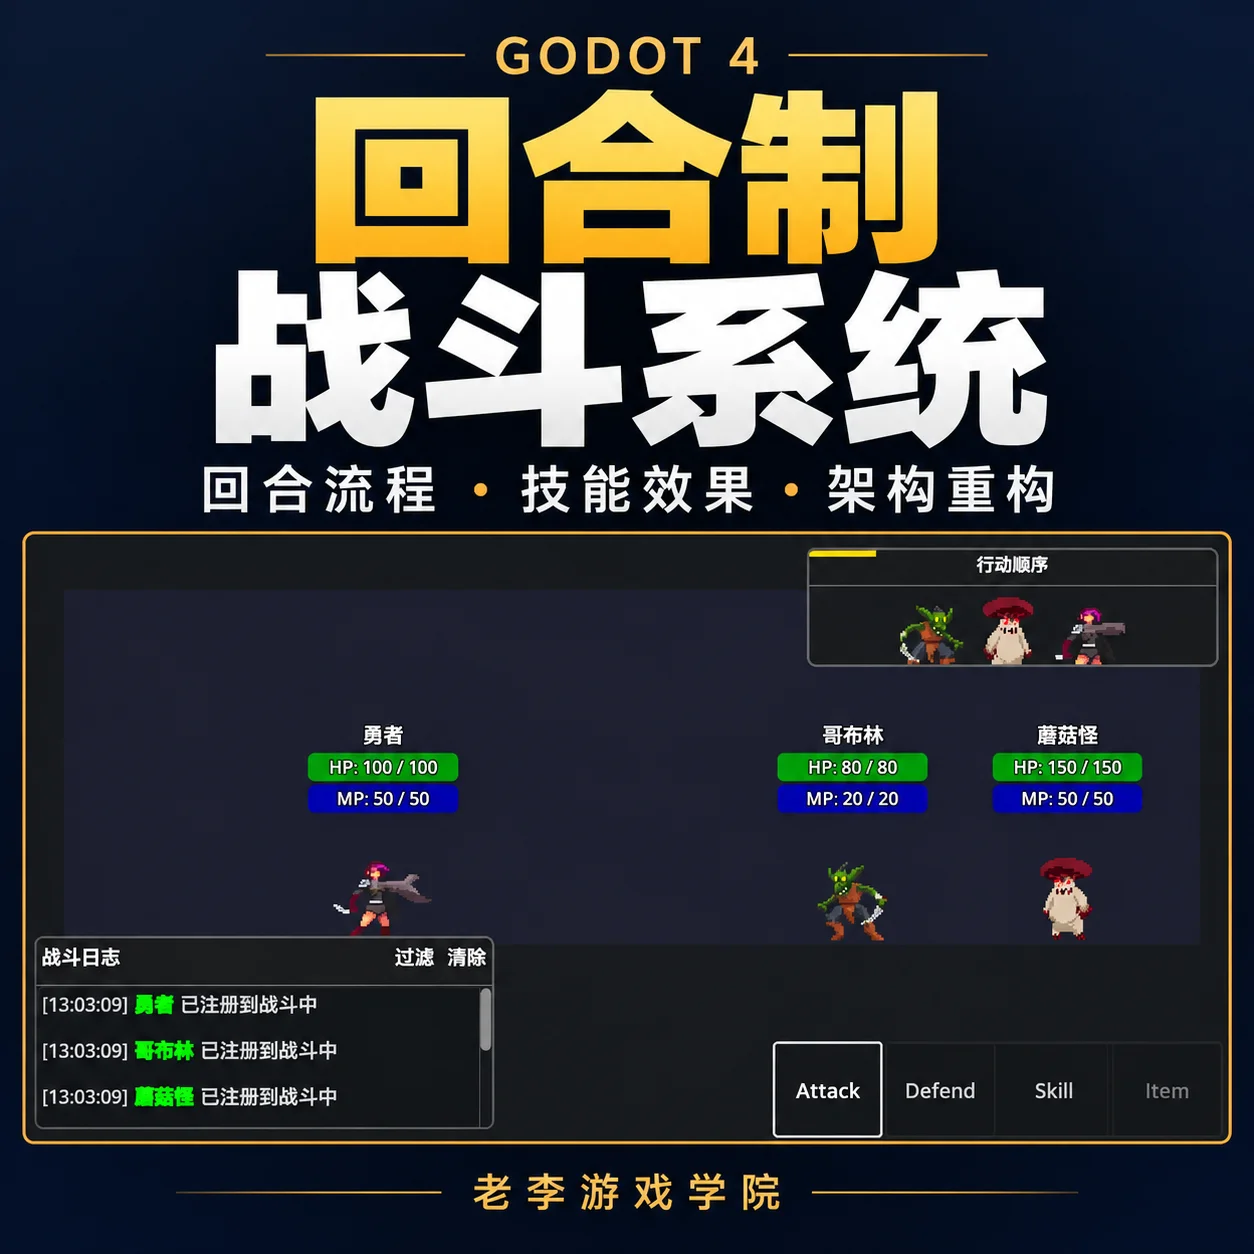 GODOT 4
回合制
战斗系统
回合流程 • 技能效果 • 架构重构
行动顺序
勇者
HP: 100 / 100
MP: 50 / 50
哥布林
HP: 80 / 80
MP: 20 / 20
蘑菇怪
HP: 150 / 150
MP: 50 / 50
战斗日志 过滤 清除
[13:03:09] 勇者 已注册到战斗中
[13:03:09] 哥布林 已注册到战斗中
[13:03:09] 蘑菇怪 已注册到战斗中
Attack Defend Skill Item
老李游戏学院